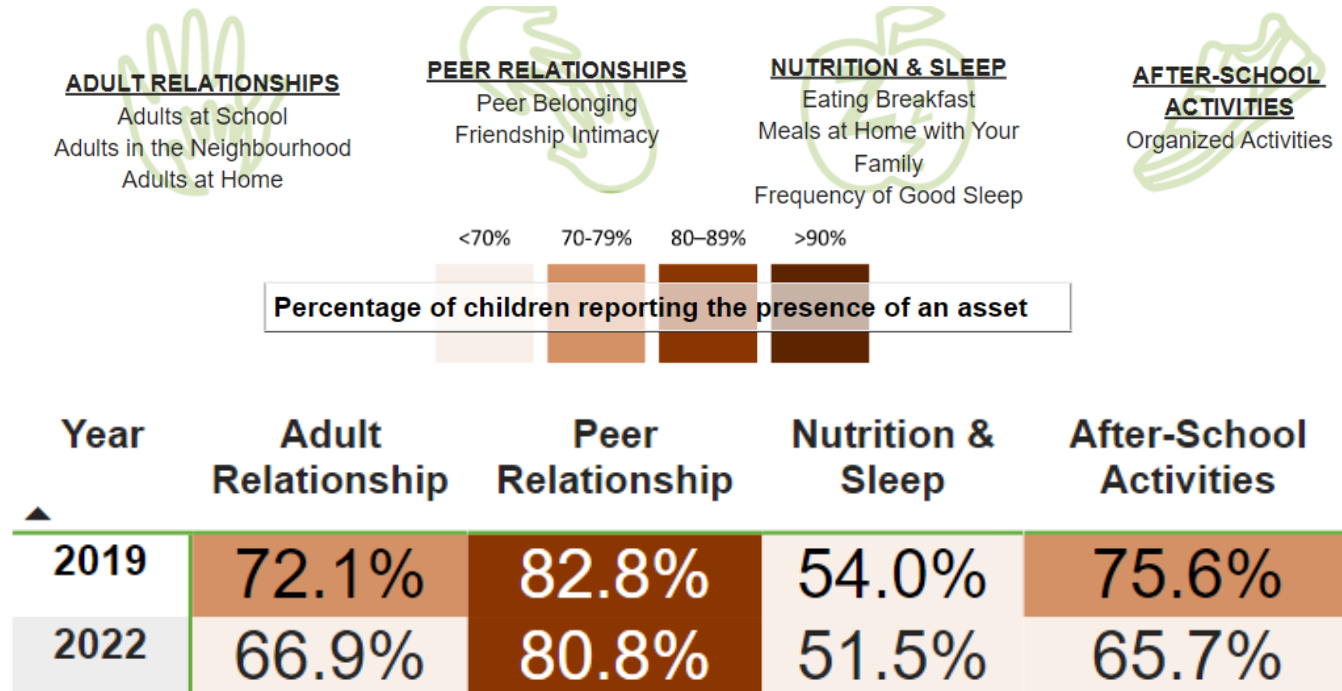 ADULT RELATIONSHIPS
Adults at School
Adults in the Neighbourhood
Adults at Home
PEER RELATIONSHIPS
Peer Belonging
Friendship Intimacy
NUTRITION & SLEEP
Eating Breakfast
Meals at Home with Your
Family
Frequency of Good Sleep
AFTER-SCHOOL
ACTIVITIES
Organized Activities
<70% 70-79% 80–89% >90%
Percentage of children reporting the presence of an asset
Year Adult Peer Nutrition & After-School
Relationship Relationship Sleep Activities
2019 72.1% 82.8% 54.0% 75.6%
2022 66.9% 80.8% 51.5% 65.7%